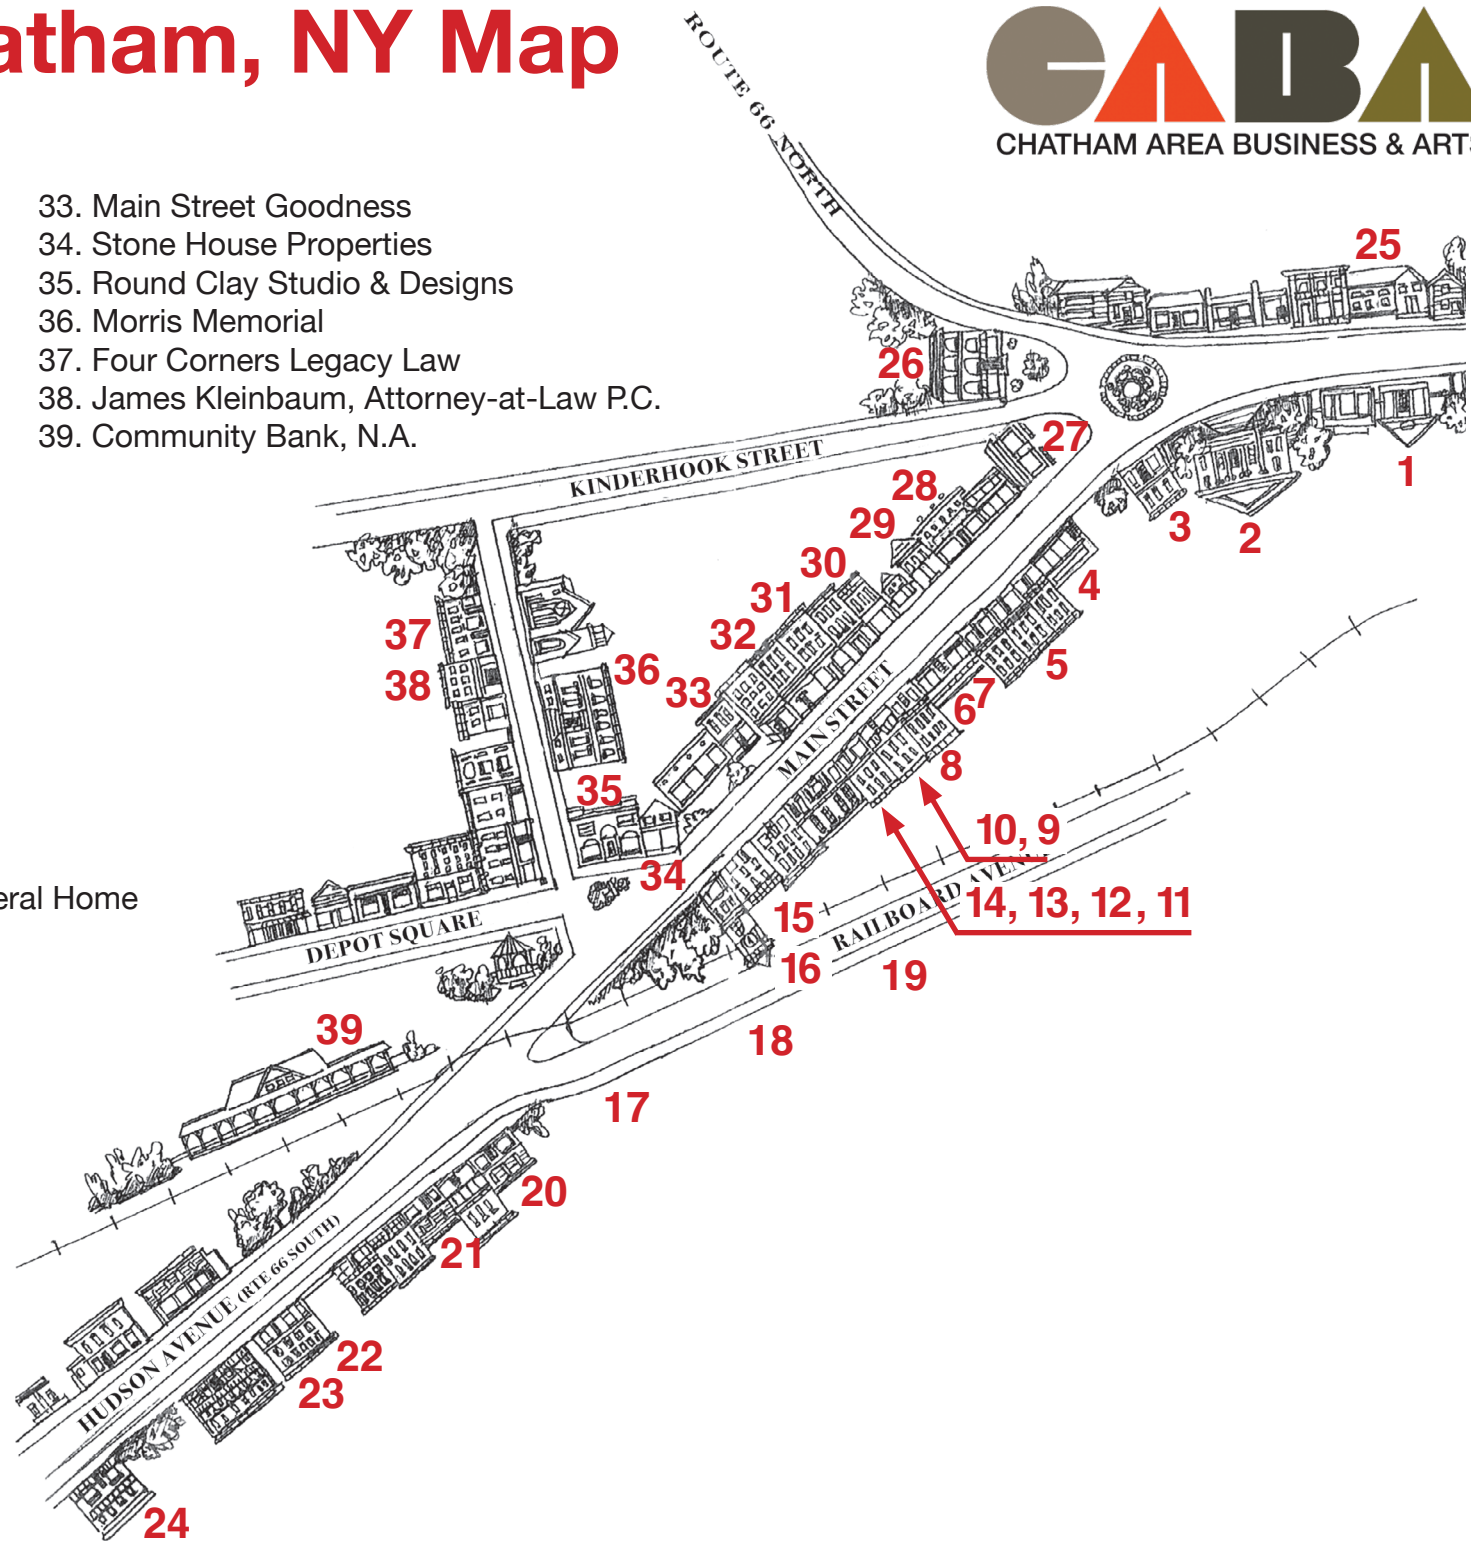 atham, NY Map
CABA
CHATHAM AREA BUSINESS & ARTS
ROUTE 66 NORTH
33. Main Street Goodness
34. Stone House Properties
35. Round Clay Studio & Designs
36. Morris Memorial
37. Four Corners Legacy Law
38. James Kleinbaum, Attorney-at-Law P.C.
39. Community Bank, N.A.
25
26
27
KINDERHOOK STREET
1
28
3
2
29
30
4
31
32
37
5
36
38
33
7
6
MAIN STREET
8
35
10, 9
34
eral Home
14, 13, 12, 11
15
RAILBOARD AVENU
DEPOT SQUARE
16
19
39
18
17
20
21
HUDSON AVENUE (RTE 66 SOUTH)
22
23
24